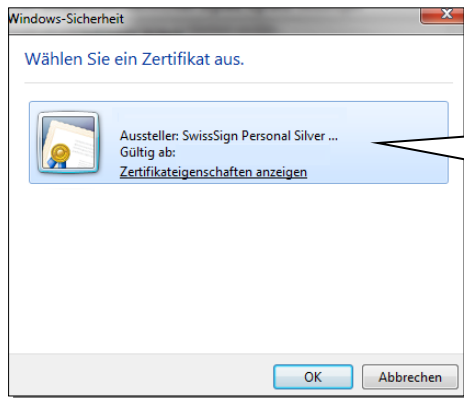 Windows-Sicherheit
Wählen Sie ein Zertifikat aus.
Aussteller: SwissSign Personal Silver ...
Gültig ab:
Zertifikateigenschaften anzeigen
OK
Abbrechen